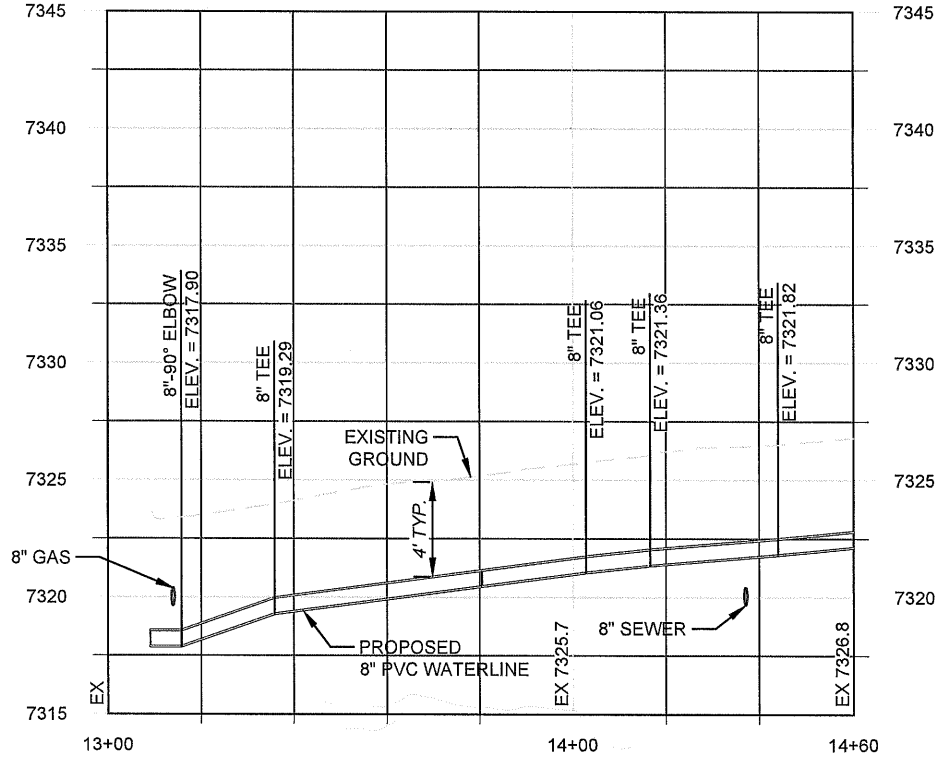 7345
7345
7340
7340
7335
7335
7330
7330
7325
7325
7320
7320
7315
8"-90° ELBOW
ELEV. = 7317.90
8" TEE
ELEV. = 7319.29
8" TEE
ELEV. = 7321.06
8" TEE
ELEV. = 7321.36
8" TEE
ELEV. = 7321.82
EXISTING
GROUND
4' TYP.
8" GAS
8" SEWER
PROPOSED
8" PVC WATERLINE
EX
EX 7325.7
EX 7326.8
13+00
14+00
14+60